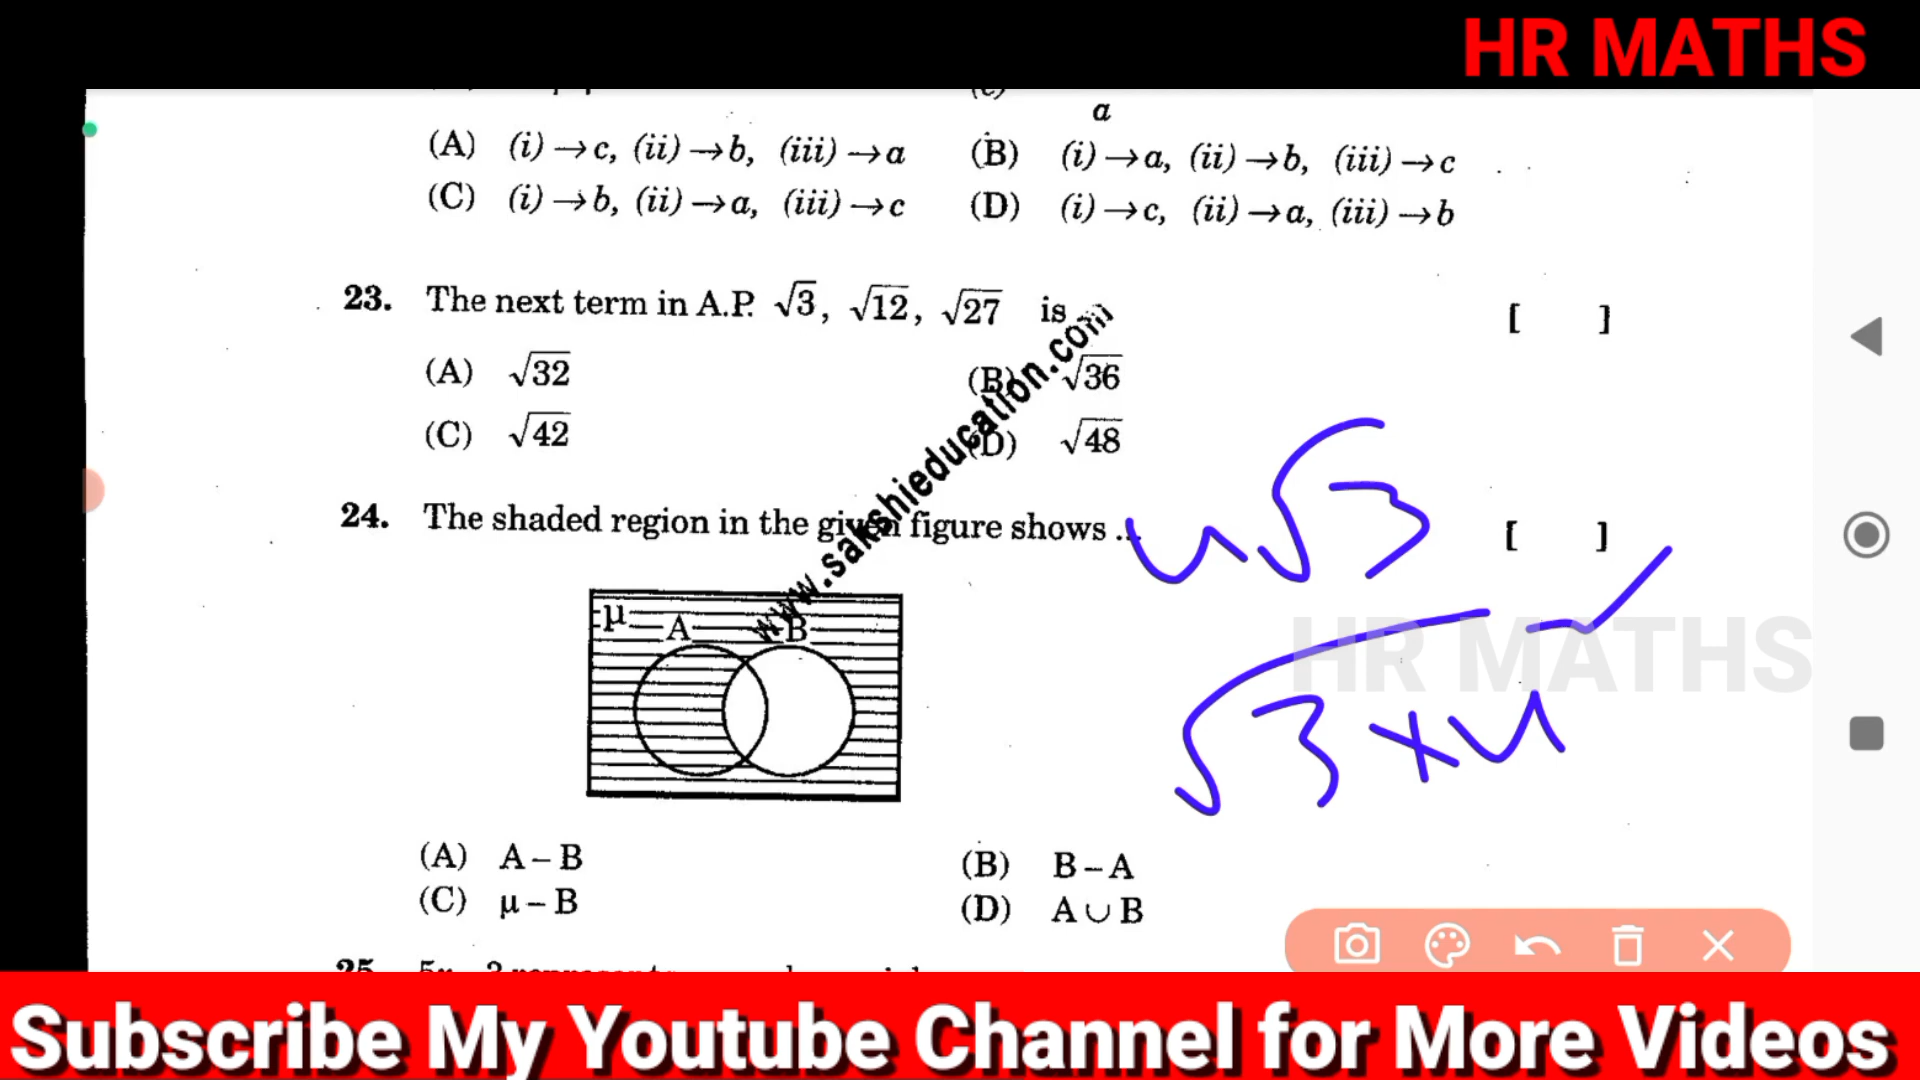 HR MATHS
a
(A) (i) → c, (ii) → b, (iii) → a (B) (i) → a, (ii) → b, (iii) → c
(C) (i) → b, (ii) → a, (iii) → c (D) (i) → c, (ii) → a, (iii) → b
23. The next term in A.P. √3, √12, √27 is ... [ ]
(A) √32 (B) √36
(C) √42 (D) √48
www.sakshieducation.com
4√3
24. The shaded region in the given figure shows ... [ ]
μ A B
HR MATHS
√3×4
(A) A – B (B) B – A
(C) μ – B (D) A ∪ B
25.
Subscribe My Youtube Channel for More Videos